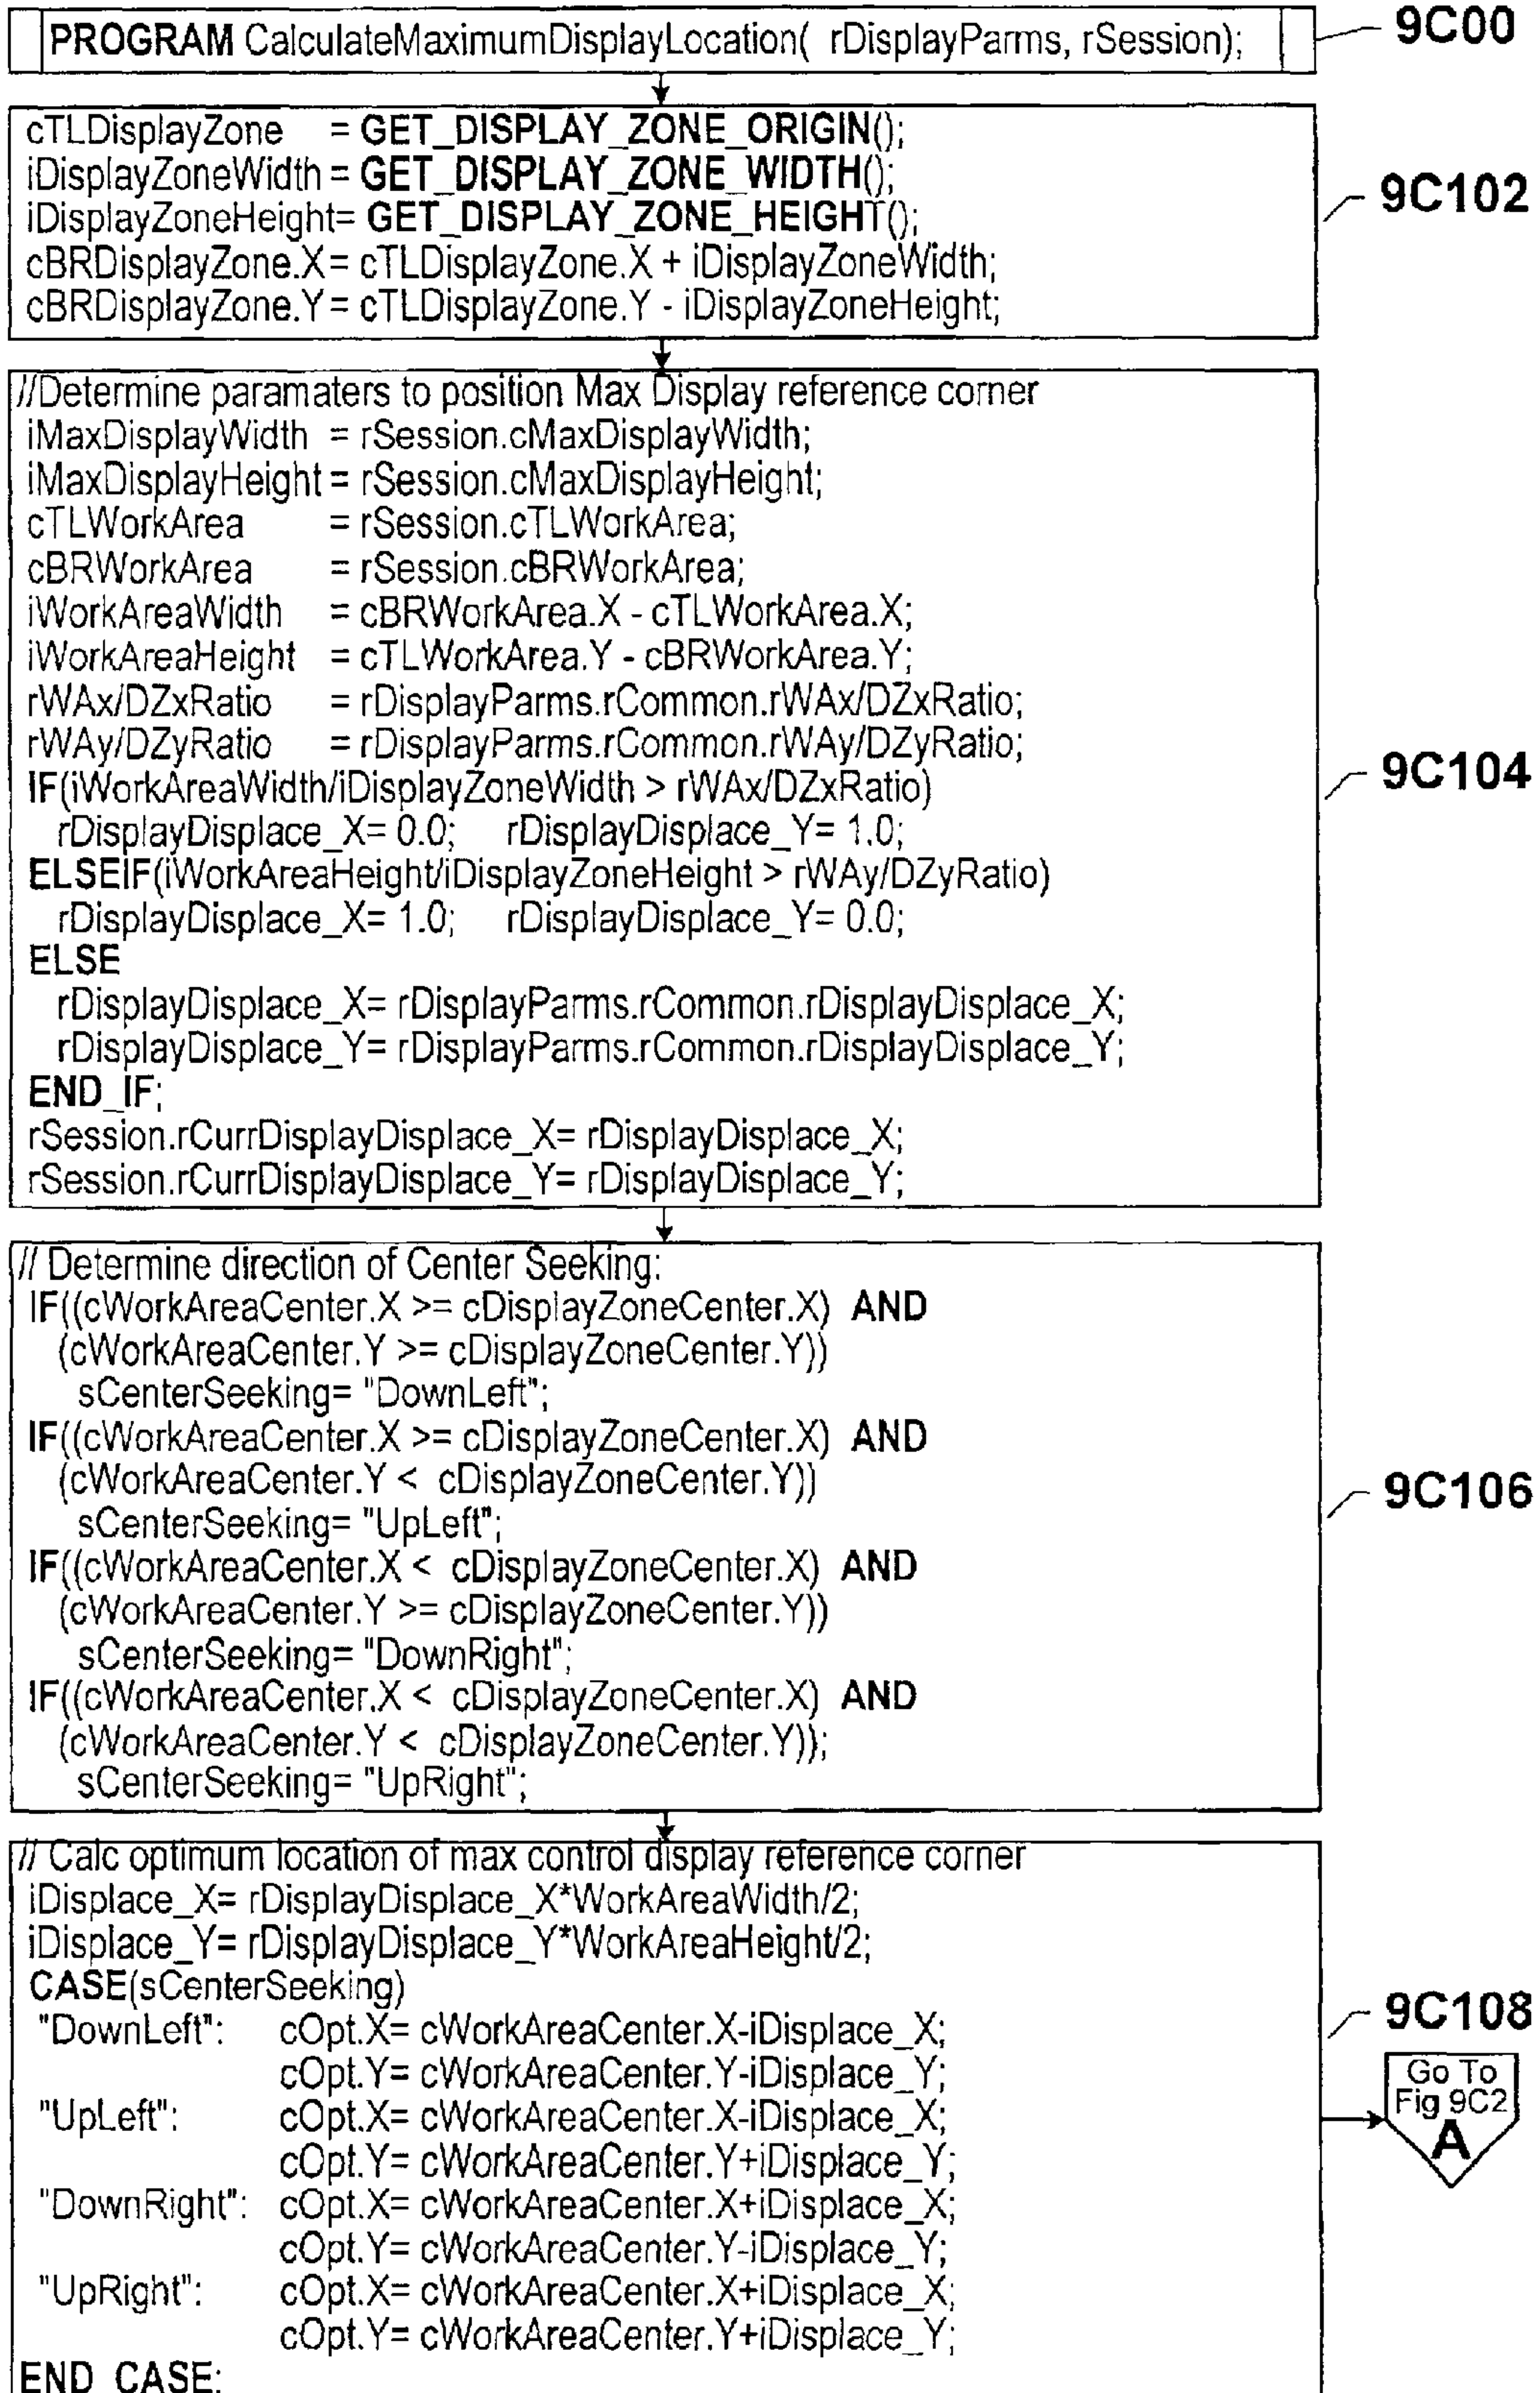 PROGRAM CalculateMaximumDisplayLocation( rDisplayParms, rSession);
9C00
cTLDisplayZone = GET_DISPLAY_ZONE_ORIGIN();
iDisplayZoneWidth = GET_DISPLAY_ZONE_WIDTH();
iDisplayZoneHeight= GET_DISPLAY_ZONE_HEIGHT();
cBRDisplayZone.X= cTLDisplayZone.X + iDisplayZoneWidth;
cBRDisplayZone.Y= cTLDisplayZone.Y - iDisplayZoneHeight;
9C102
//Determine paramaters to position Max Display reference corner
iMaxDisplayWidth = rSession.cMaxDisplayWidth;
iMaxDisplayHeight= rSession.cMaxDisplayHeight;
cTLWorkArea = rSession.cTLWorkArea;
cBRWorkArea = rSession.cBRWorkArea;
iWorkAreaWidth = cBRWorkArea.X - cTLWorkArea.X;
iWorkAreaHeight = cTLWorkArea.Y - cBRWorkArea.Y;
rWAx/DZxRatio = rDisplayParms.rCommon.rWAx/DZxRatio;
rWAy/DZyRatio = rDisplayParms.rCommon.rWAy/DZyRatio;
IF(iWorkAreaWidth/iDisplayZoneWidth > rWAx/DZxRatio)
rDisplayDisplace_X= 0.0; rDisplayDisplace_Y= 1.0;
ELSEIF(iWorkAreaHeight/iDisplayZoneHeight > rWAy/DZyRatio)
rDisplayDisplace_X= 1.0; rDisplayDisplace_Y= 0.0;
ELSE
rDisplayDisplace_X= rDisplayParms.rCommon.rDisplayDisplace_X;
rDisplayDisplace_Y= rDisplayParms.rCommon.rDisplayDisplace_Y;
END_IF;
rSession.rCurrDisplayDisplace_X= rDisplayDisplace_X;
rSession.rCurrDisplayDisplace_Y= rDisplayDisplace_Y;
9C104
// Determine direction of Center Seeking:
IF((cWorkAreaCenter.X >= cDisplayZoneCenter.X) AND
(cWorkAreaCenter.Y >= cDisplayZoneCenter.Y))
sCenterSeeking= "DownLeft";
IF((cWorkAreaCenter.X >= cDisplayZoneCenter.X) AND
(cWorkAreaCenter.Y < cDisplayZoneCenter.Y))
sCenterSeeking= "UpLeft";
IF((cWorkAreaCenter.X < cDisplayZoneCenter.X) AND
(cWorkAreaCenter.Y >= cDisplayZoneCenter.Y))
sCenterSeeking= "DownRight";
IF((cWorkAreaCenter.X < cDisplayZoneCenter.X) AND
(cWorkAreaCenter.Y < cDisplayZoneCenter.Y));
sCenterSeeking= "UpRight";
9C106
// Calc optimum location of max control display reference corner
iDisplace_X= rDisplayDisplace_X*WorkAreaWidth/2;
iDisplace_Y= rDisplayDisplace_Y*WorkAreaHeight/2;
CASE(sCenterSeeking)
"DownLeft": cOpt.X= cWorkAreaCenter.X-iDisplace_X;
cOpt.Y= cWorkAreaCenter.Y-iDisplace_Y;
"UpLeft": cOpt.X= cWorkAreaCenter.X-iDisplace_X;
cOpt.Y= cWorkAreaCenter.Y+iDisplace_Y;
"DownRight": cOpt.X= cWorkAreaCenter.X+iDisplace_X;
cOpt.Y= cWorkAreaCenter.Y-iDisplace_Y;
"UpRight": cOpt.X= cWorkAreaCenter.X+iDisplace_X;
cOpt.Y= cWorkAreaCenter.Y+iDisplace_Y;
END_CASE;
9C108
Go To
Fig 9C2
A